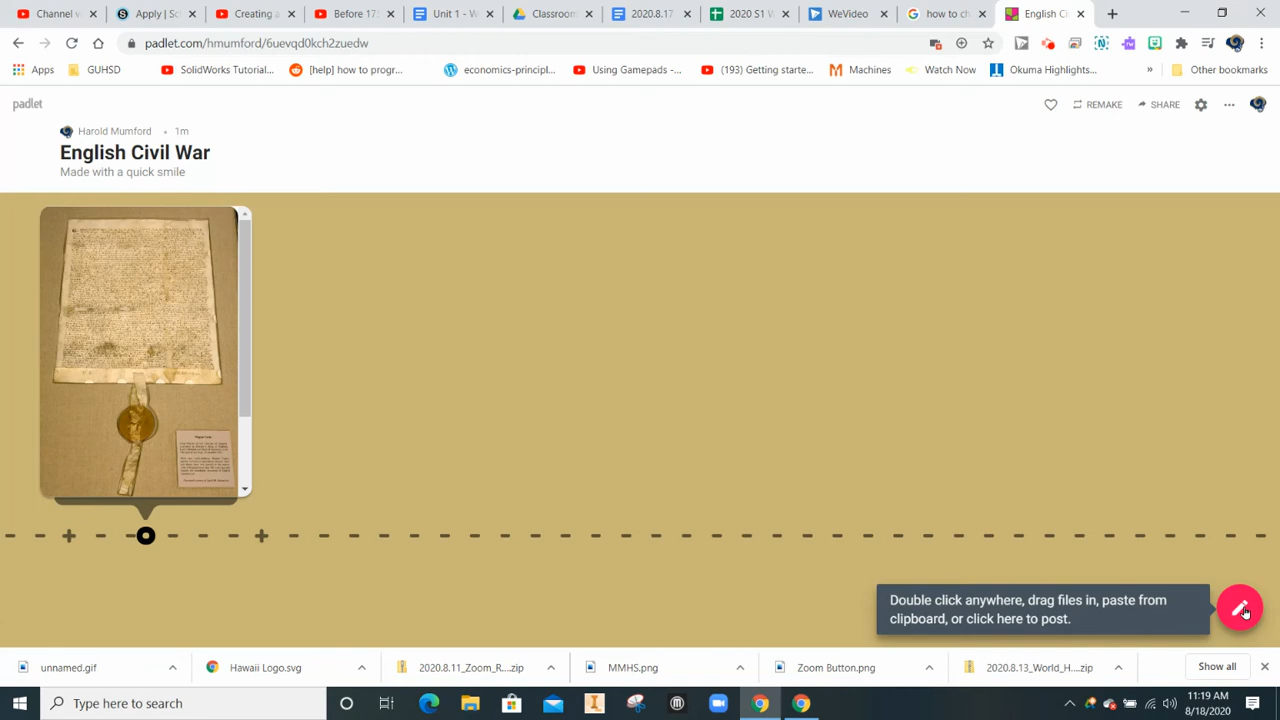 Channel v
Apply | Sc
Creating a
Before 17:
Unit 1 - W
Classroom
2020.8.17
2020 S1 W
WeVideo
how to ch
English Ci
padlet.com/hmumford/6uevqd0kch2zuedw
Apps GUHSD SolidWorks Tutorial... [help] how to progr... economics-principl... Using Gamepads -... (193) Getting starte... Machines Watch Now Okuma Highlights... » Other bookmarks
padlet REMAKE SHARE
Harold Mumford • 1m
English Civil War
Made with a quick smile
Double click anywhere, drag files in, paste from
clipboard, or click here to post.
unnamed.gif Hawaii Logo.svg 2020.8.11_Zoom_R....zip MMHS.png Zoom Button.png 2020.8.13_World_H....zip Show all
Type here to search 11:19 AM
8/18/2020